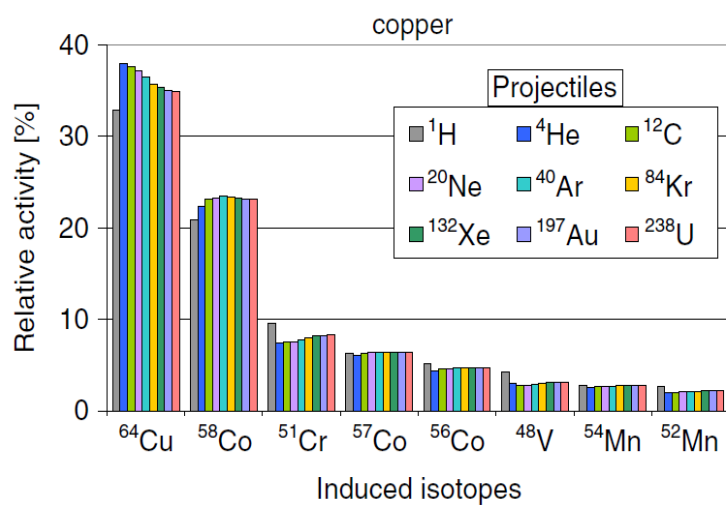 copper
Relative activity [%]
40
30
20
10
0
Projectiles
¹H ⁴He ¹²C
²⁰Ne ⁴⁰Ar ⁸⁴Kr
¹³²Xe ¹⁹⁷Au ²³⁸U
⁶⁴Cu ⁵⁸Co ⁵¹Cr ⁵⁷Co ⁵⁶Co ⁴⁸V ⁵⁴Mn ⁵²Mn
Induced isotopes